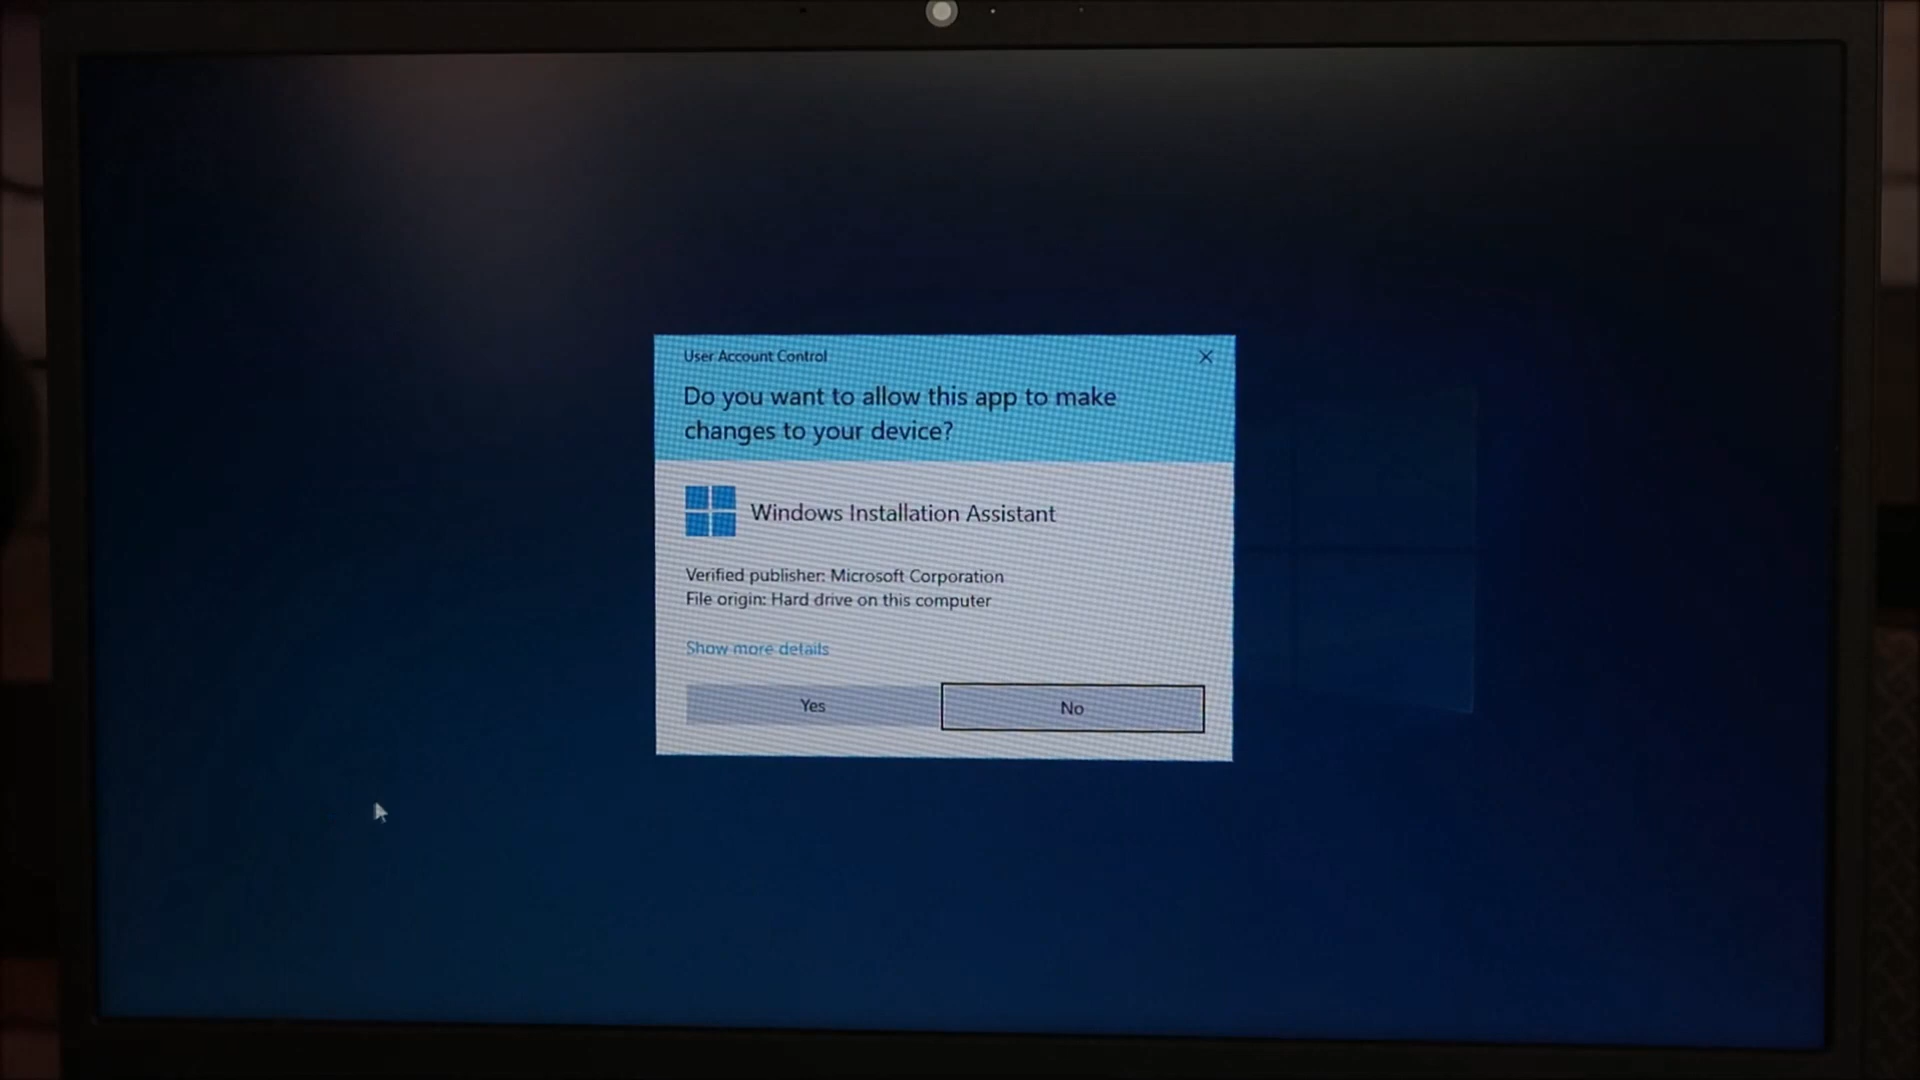 User Account Control
Do you want to allow this app to make
changes to your device?
Windows Installation Assistant
Verified publisher: Microsoft Corporation
File origin: Hard drive on this computer
Show more details
Yes
No